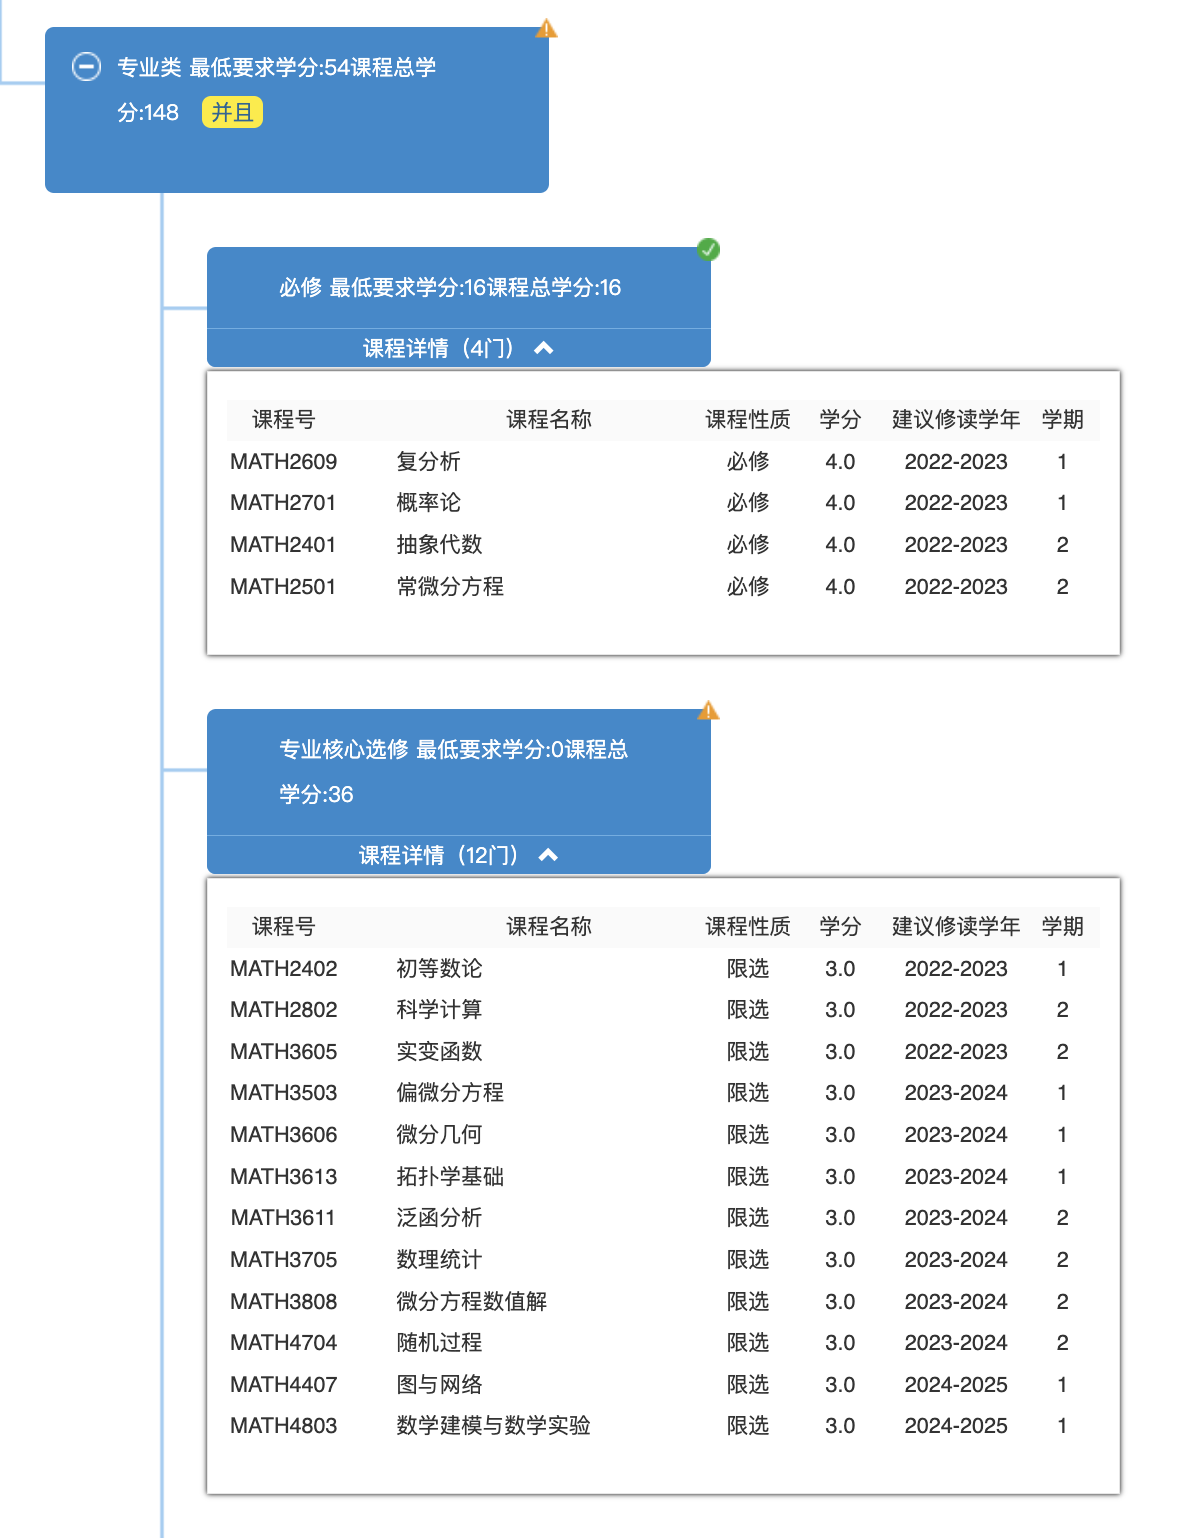 专业类 最低要求学分:54课程总学
分:148 并且
必修 最低要求学分:16课程总学分:16
课程详情（4门）
课程号 课程名称 课程性质 学分 建议修读学年 学期
MATH2609 复分析 必修 4.0 2022-2023 1
MATH2701 概率论 必修 4.0 2022-2023 1
MATH2401 抽象代数 必修 4.0 2022-2023 2
MATH2501 常微分方程 必修 4.0 2022-2023 2
专业核心选修 最低要求学分:0课程总
学分:36
课程详情（12门）
课程号 课程名称 课程性质 学分 建议修读学年 学期
MATH2402 初等数论 限选 3.0 2022-2023 1
MATH2802 科学计算 限选 3.0 2022-2023 2
MATH3605 实变函数 限选 3.0 2022-2023 2
MATH3503 偏微分方程 限选 3.0 2023-2024 1
MATH3606 微分几何 限选 3.0 2023-2024 1
MATH3613 拓扑学基础 限选 3.0 2023-2024 1
MATH3611 泛函分析 限选 3.0 2023-2024 2
MATH3705 数理统计 限选 3.0 2023-2024 2
MATH3808 微分方程数值解 限选 3.0 2023-2024 2
MATH4704 随机过程 限选 3.0 2023-2024 2
MATH4407 图与网络 限选 3.0 2024-2025 1
MATH4803 数学建模与数学实验 限选 3.0 2024-2025 1